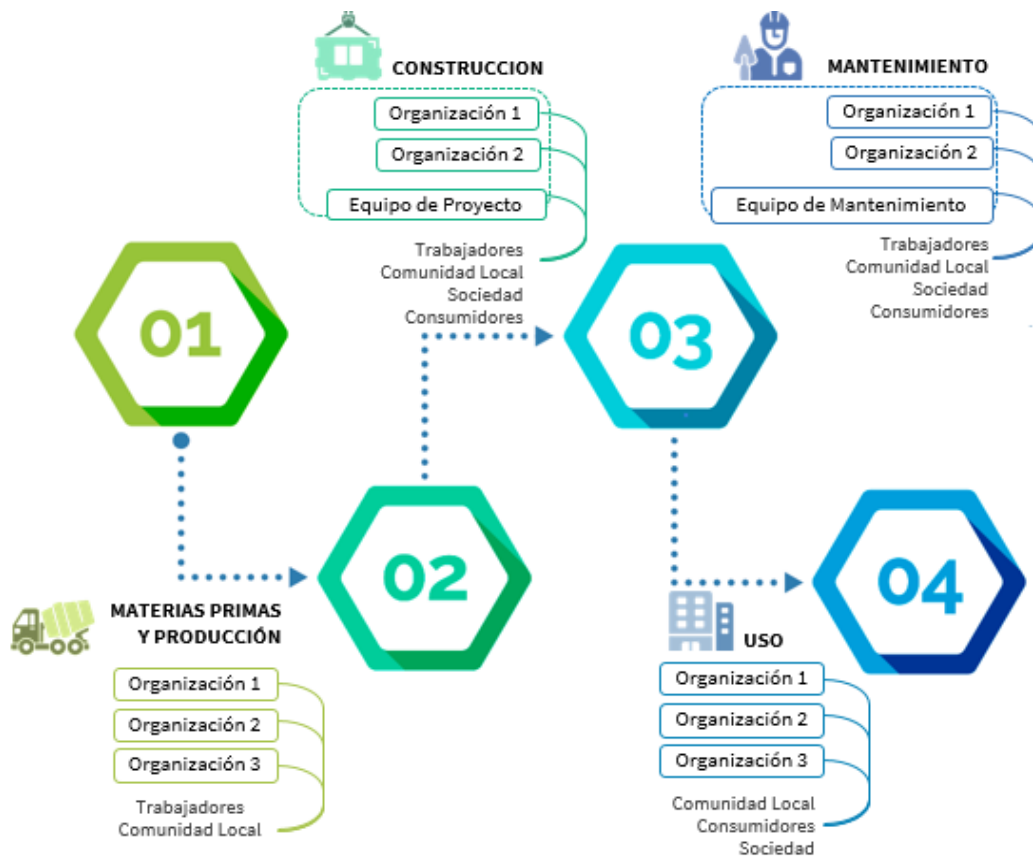 01
MATERIAS PRIMAS
Y PRODUCCIÓN
Organización 1
Organización 2
Organización 3
Trabajadores
Comunidad Local
02
CONSTRUCCION
Organización 1
Organización 2
Equipo de Proyecto
Trabajadores
Comunidad Local
Sociedad
Consumidores
03
USO
Organización 1
Organización 2
Organización 3
Comunidad Local
Consumidores
Sociedad
04
MANTENIMIENTO
Organización 1
Organización 2
Equipo de Mantenimiento
Trabajadores
Comunidad Local
Sociedad
Consumidores